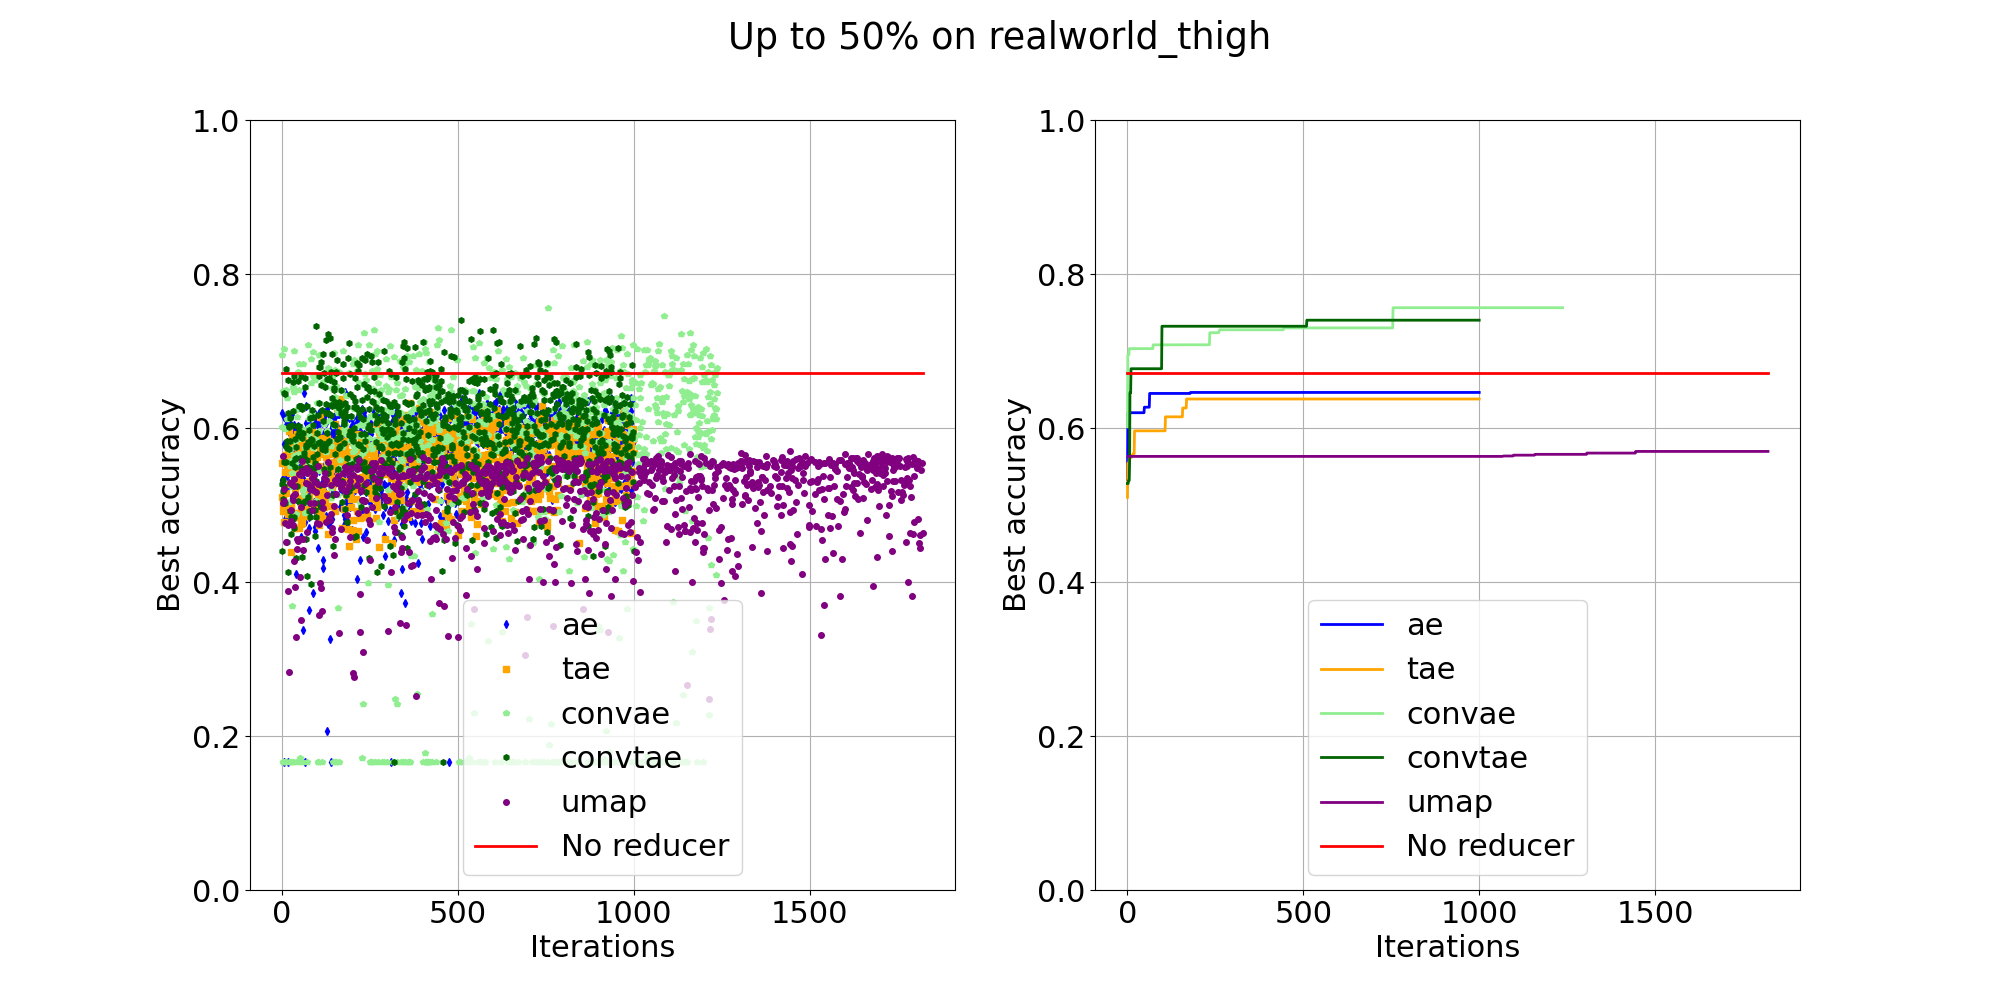 Up to 50% on realworld_thigh
1.0
0.8
0.6
0.4
0.2
0.0
Best accuracy
0
500
1000
1500
Iterations
ae
tae
convae
convtae
umap
No reducer
1.0
0.8
0.6
0.4
0.2
0.0
Best accuracy
0
500
1000
1500
Iterations
ae
tae
convae
convtae
umap
No reducer